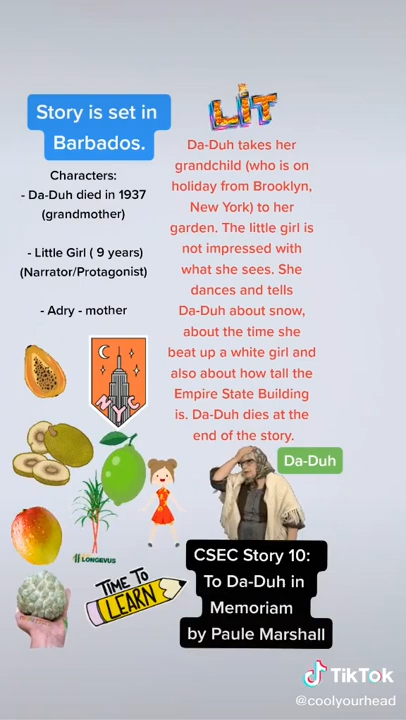 Story is set in
Barbados.
Characters:
- Da-Duh died in 1937
(grandmother)
- Little Girl ( 9 years)
(Narrator/Protagonist)
- Adry - mother
LIT
Da-Duh takes her
grandchild (who is on
holiday from Brooklyn,
New York) to her
garden. The little girl is
not impressed with
what she sees. She
dances and tells
Da-Duh about snow,
about the time she
beat up a white girl and
also about how tall the
Empire State Building
is. Da-Duh dies at the
end of the story.
NYC
Da-Duh
LONGEVUS
TIME TO
LEARN
CSEC Story 10:
To Da-Duh in
Memoriam
by Paule Marshall
TikTok
@coolyourhead